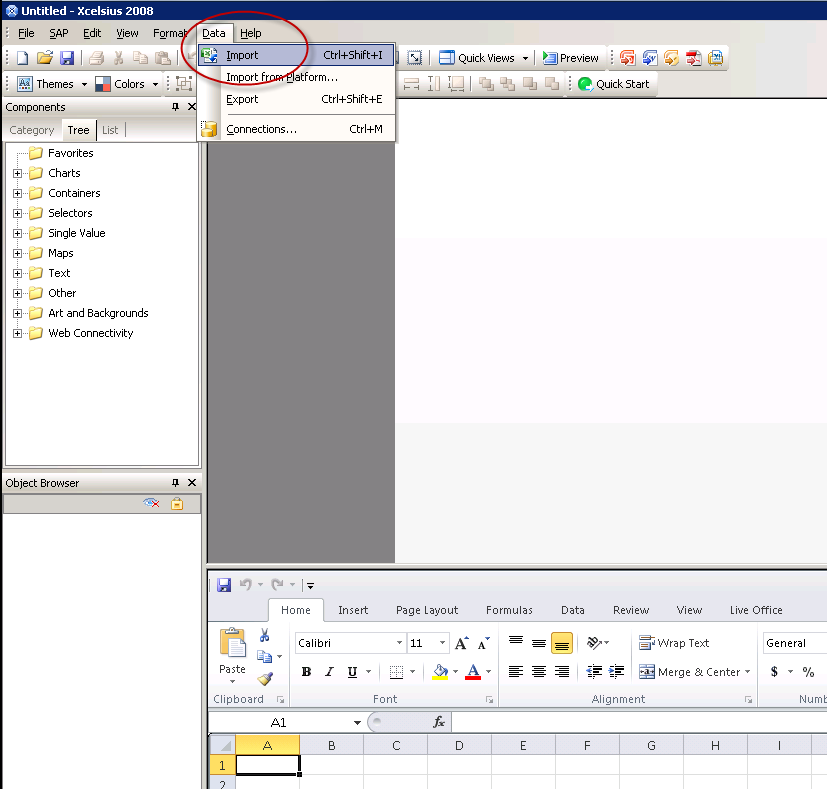 Untitled - Xcelsius 2008
File SAP Edit View Format Data Help
Import Ctrl+Shift+I
Quick Views Preview
Import from Platform...
Themes Colors Quick Start
Export Ctrl+Shift+E
Components
Connections... Ctrl+M
Category Tree List
Favorites
Charts
Containers
Selectors
Single Value
Maps
Text
Other
Art and Backgrounds
Web Connectivity
Object Browser
Home Insert Page Layout Formulas Data Review View Live Office
Calibri 11 A A Wrap Text General
Paste B I U A Merge & Center $ %
Clipboard Font Alignment Numb
A1 fx
A B C D E F G H I
1
2